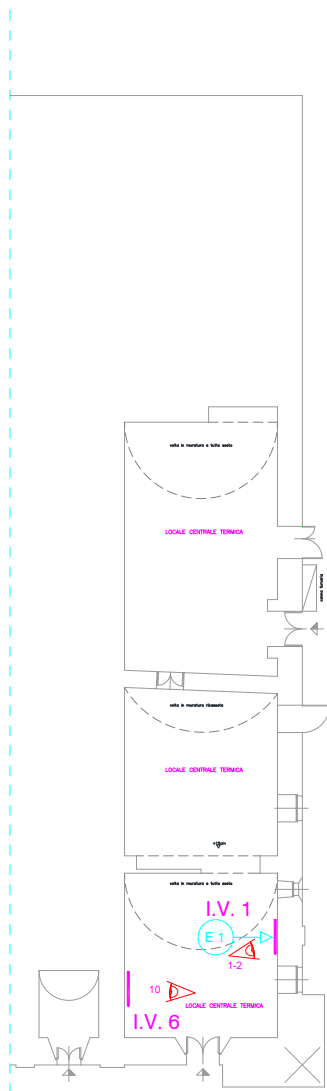 volta in muratura a tutto sesto
LOCALE CENTRALE TERMICA
canna fumaria
volta in muratura ribassata
LOCALE CENTRALE TERMICA
+18cm
volta in muratura a tutto sesto
I.V. 1
E 1
1-2
10
LOCALE CENTRALE TERMICA
I.V. 6